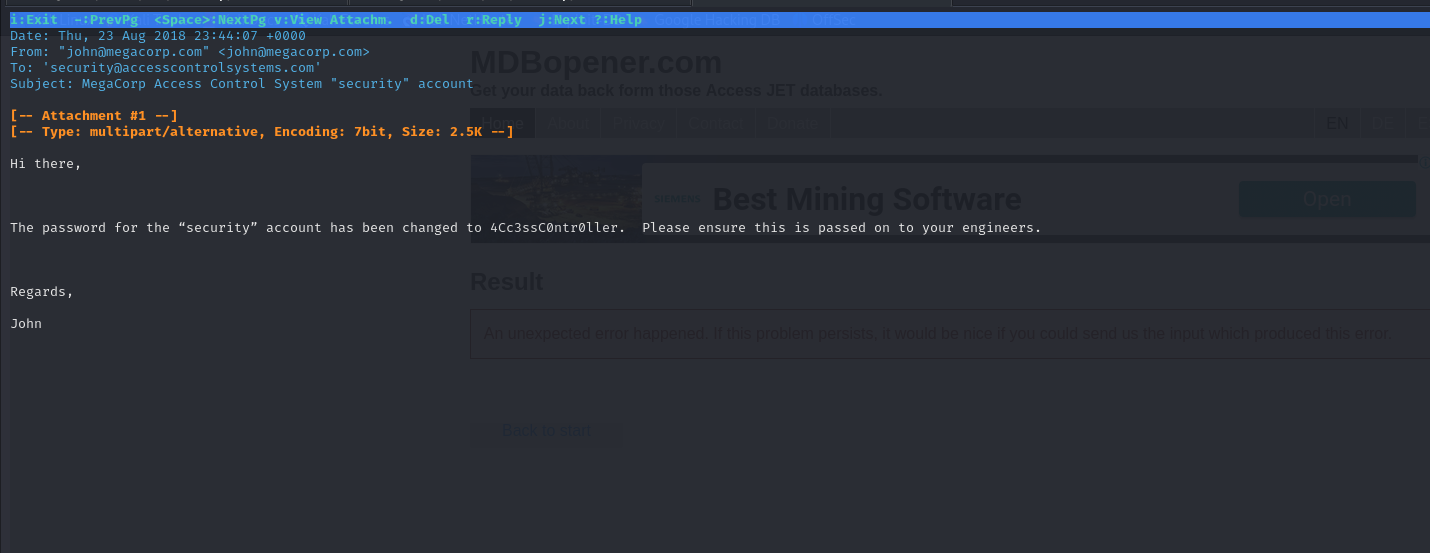 i:Exit -:PrevPg <Space>:NextPg v:View Attachm. d:Del r:Reply j:Next ?:Help
Google Hacking DB OffSec
Date: Thu, 23 Aug 2018 23:44:07 +0000
From: "john@megacorp.com" <john@megacorp.com>
To: 'security@accesscontrolsystems.com'
Subject: MegaCorp Access Control System "security" account
MDBopener.com
Get your data back form those Access JET databases.
[-- Attachment #1 --]
[-- Type: multipart/alternative, Encoding: 7bit, Size: 2.5K --]
Home About Privacy Contact Donate EN DE
Hi there,
Best Mining Software
Open
The password for the “security” account has been changed to 4Cc3ssC0ntr0ller. Please ensure this is passed on to your engineers.
Result
Regards,
John
An unexpected error happened. If this problem persists, it would be nice if you could send us the input which produced this error.
Back to start